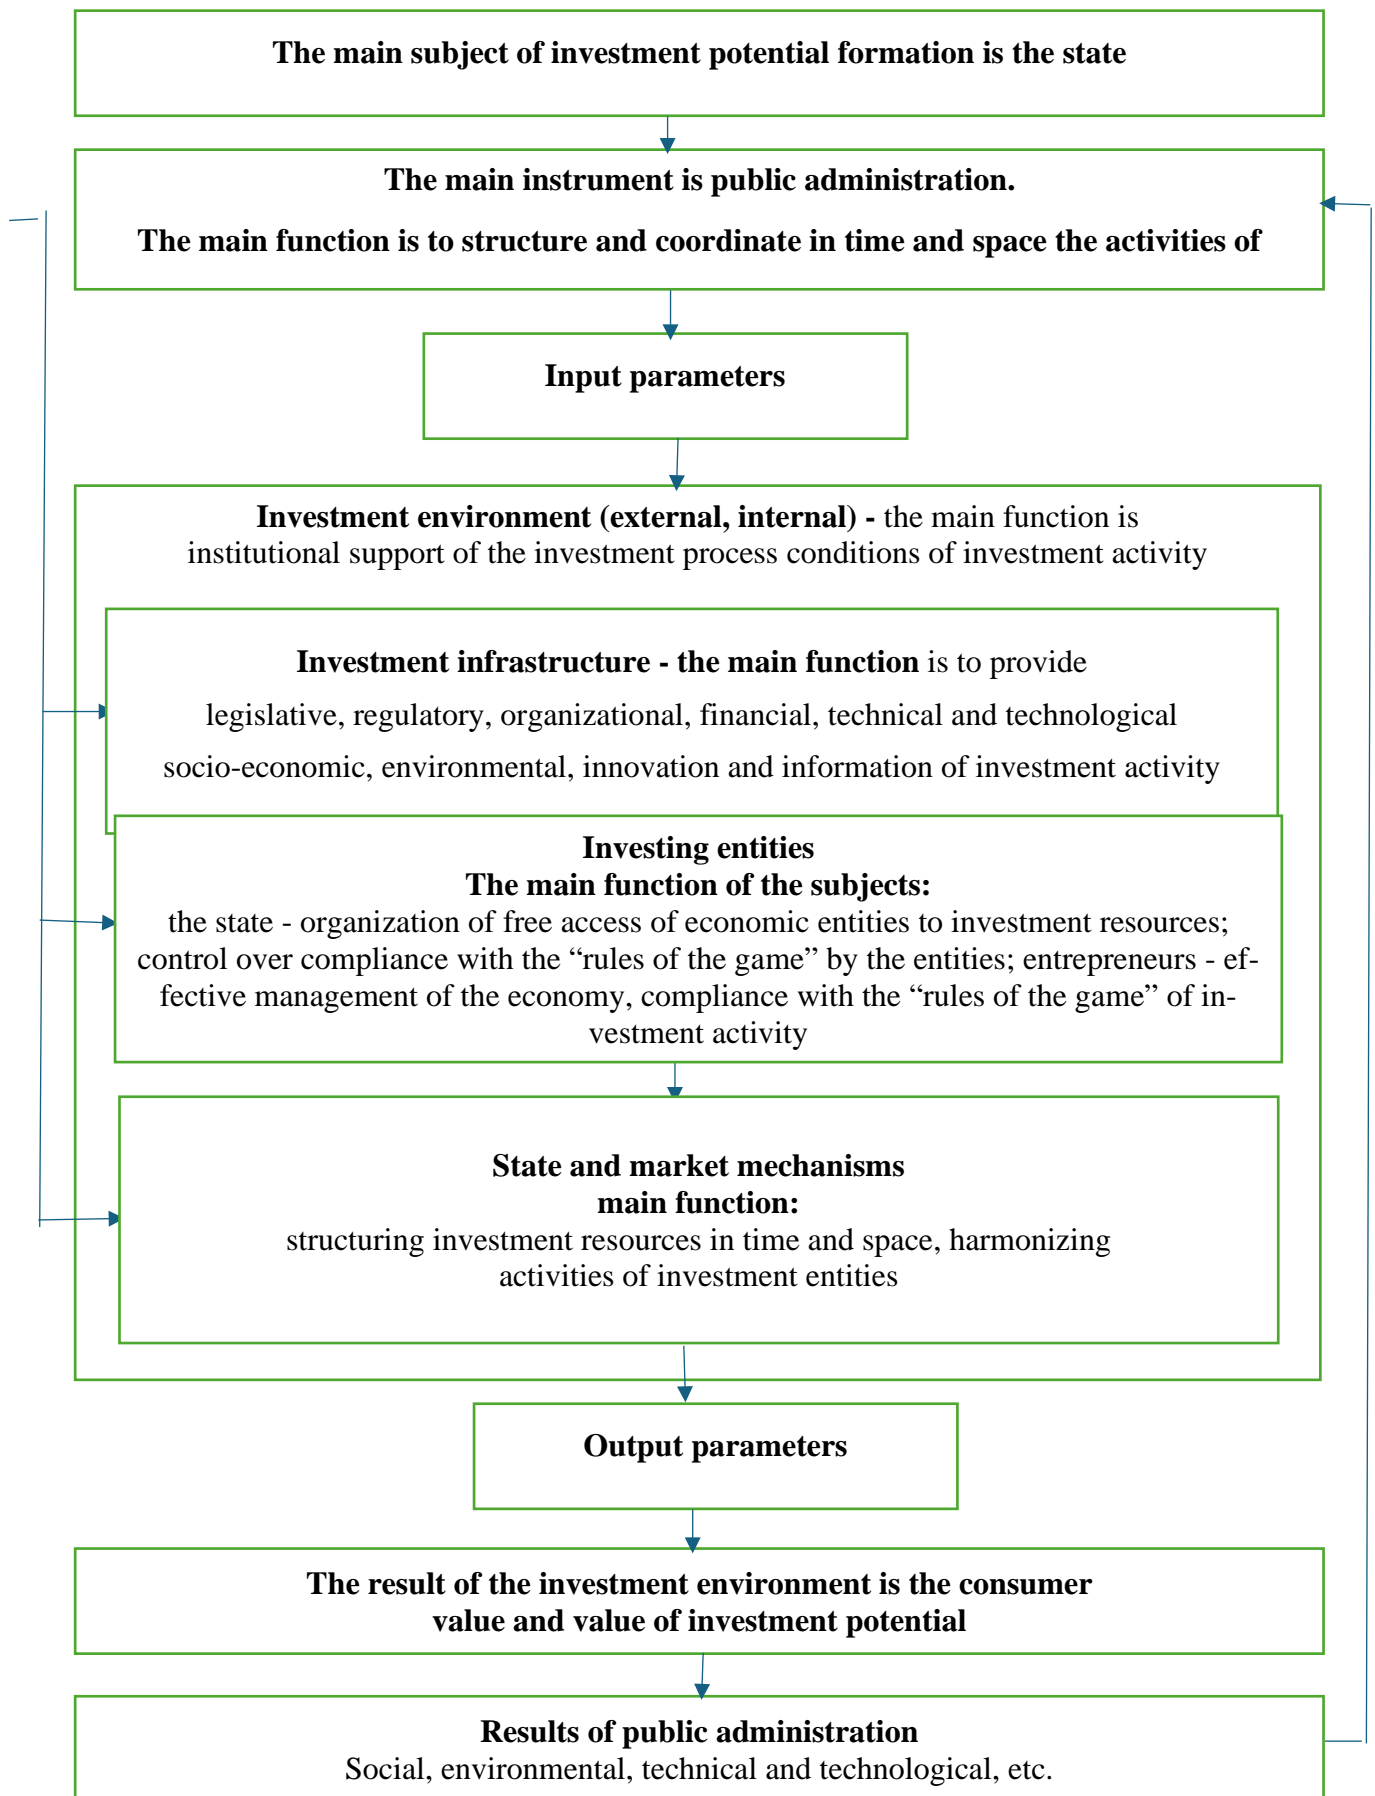 The main subject of investment potential formation is the state
The main instrument is public administration.
The main function is to structure and coordinate in time and space the activities of
Input parameters
Investment environment (external, internal) - the main function is
institutional support of the investment process conditions of investment activity
Investment infrastructure - the main function is to provide
legislative, regulatory, organizational, financial, technical and technological
socio-economic, environmental, innovation and information of investment activity
Investing entities
The main function of the subjects:
the state - organization of free access of economic entities to investment resources;
control over compliance with the “rules of the game” by the entities; entrepreneurs - ef-
fective management of the economy, compliance with the “rules of the game” of in-
vestment activity
State and market mechanisms
main function:
structuring investment resources in time and space, harmonizing
activities of investment entities
Output parameters
The result of the investment environment is the consumer
value and value of investment potential
Results of public administration
Social, environmental, technical and technological, etc.